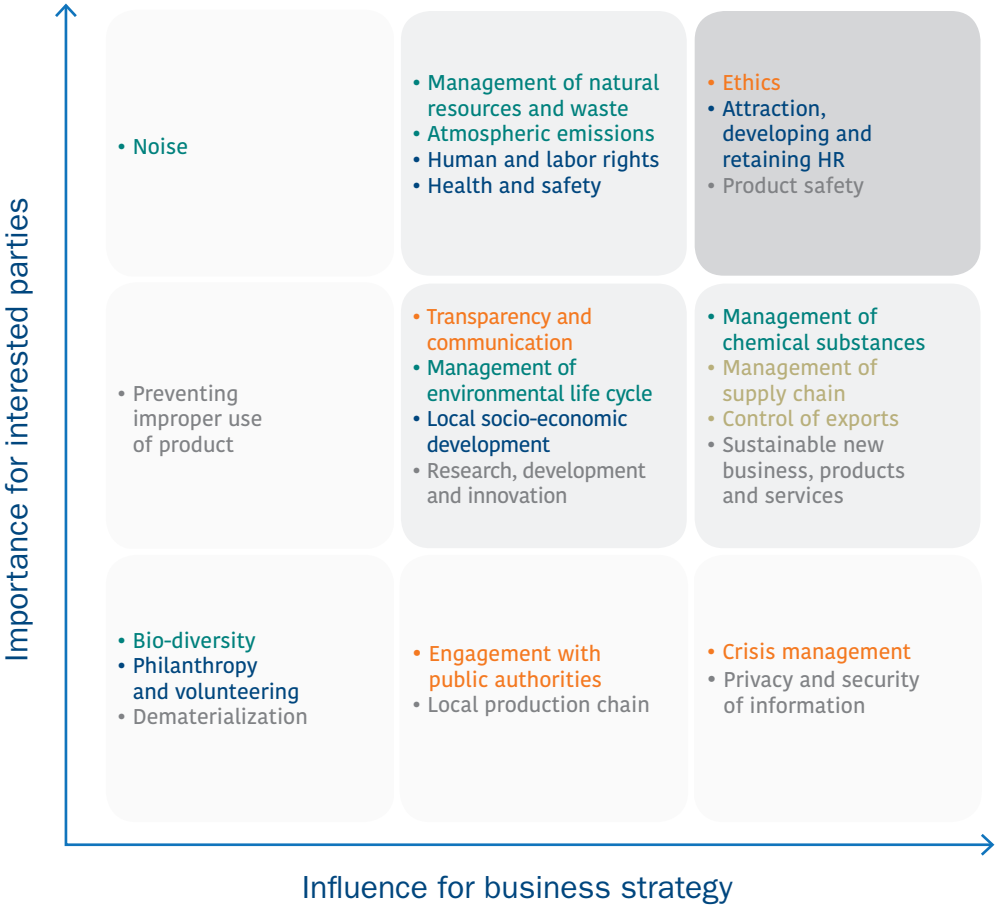 Importance for interested parties
• Noise
• Management of natural
resources and waste
• Atmospheric emissions
• Human and labor rights
• Health and safety
• Ethics
• Attraction,
developing and
retaining HR
• Product safety
• Preventing
improper use
of product
• Transparency and
communication
• Management of
environmental life cycle
• Local socio-economic
development
• Research, development
and innovation
• Management of
chemical substances
• Management of
supply chain
• Control of exports
• Sustainable new
business, products
and services
• Bio-diversity
• Philanthropy
and volunteering
• Dematerialization
• Engagement with
public authorities
• Local production chain
• Crisis management
• Privacy and security
of information
Influence for business strategy